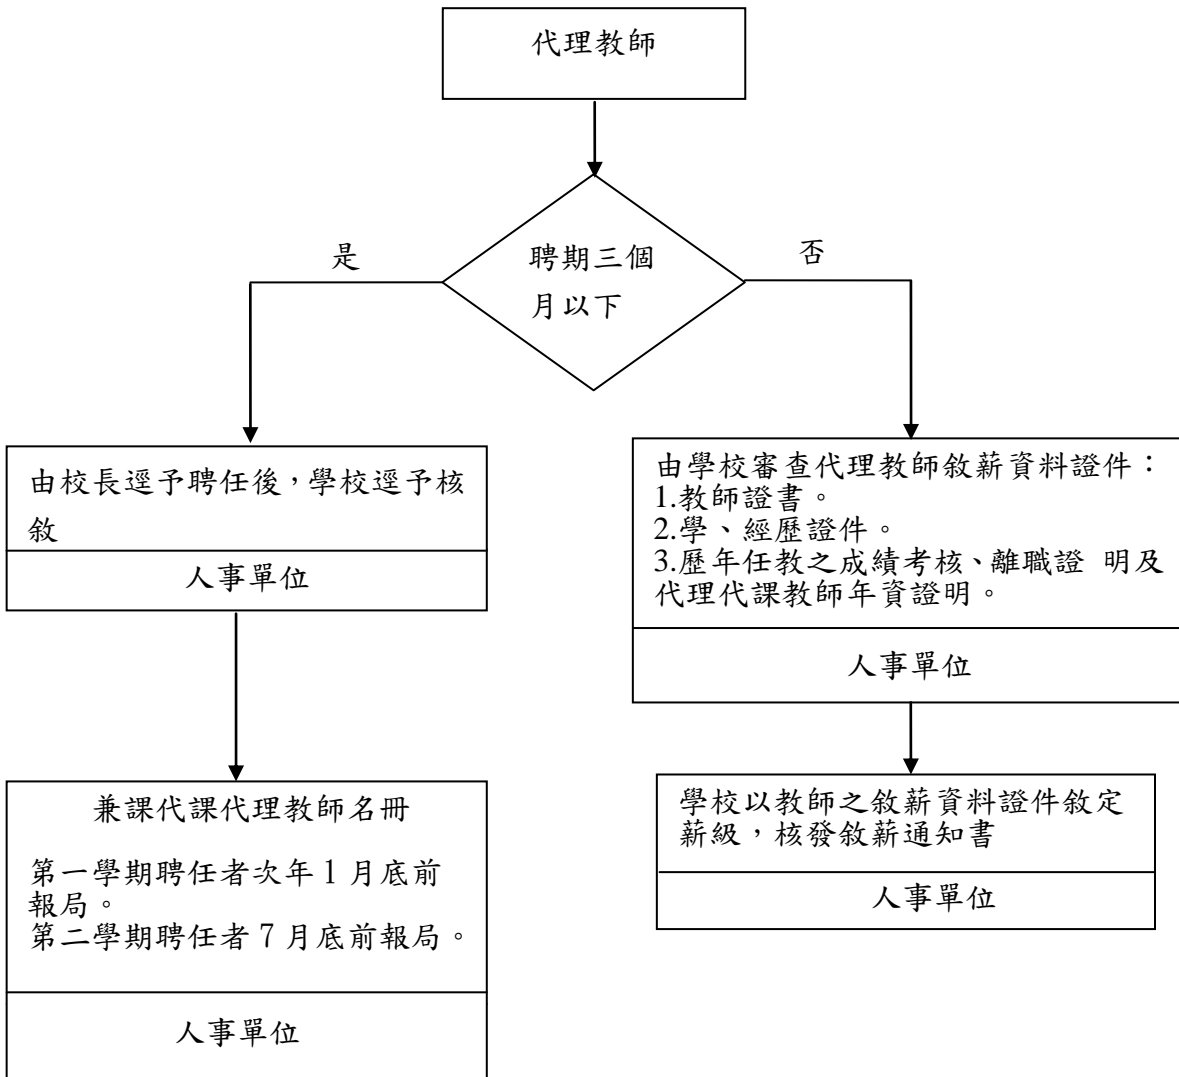 代理教師
聘期三個
月以下
是
否
由校長逕予聘任後，學校逕予核
敘
人事單位
由學校審查代理教師敘薪資料證件：
1.教師證書。
2.學、經歷證件。
3.歷年任教之成績考核、離職證 明及
代理代課教師年資證明。
人事單位
兼課代課代理教師名冊
第一學期聘任者次年 1 月底前
報局。
第二學期聘任者 7 月底前報局。
人事單位
學校以教師之敘薪資料證件敘定
薪級，核發敘薪通知書
人事單位